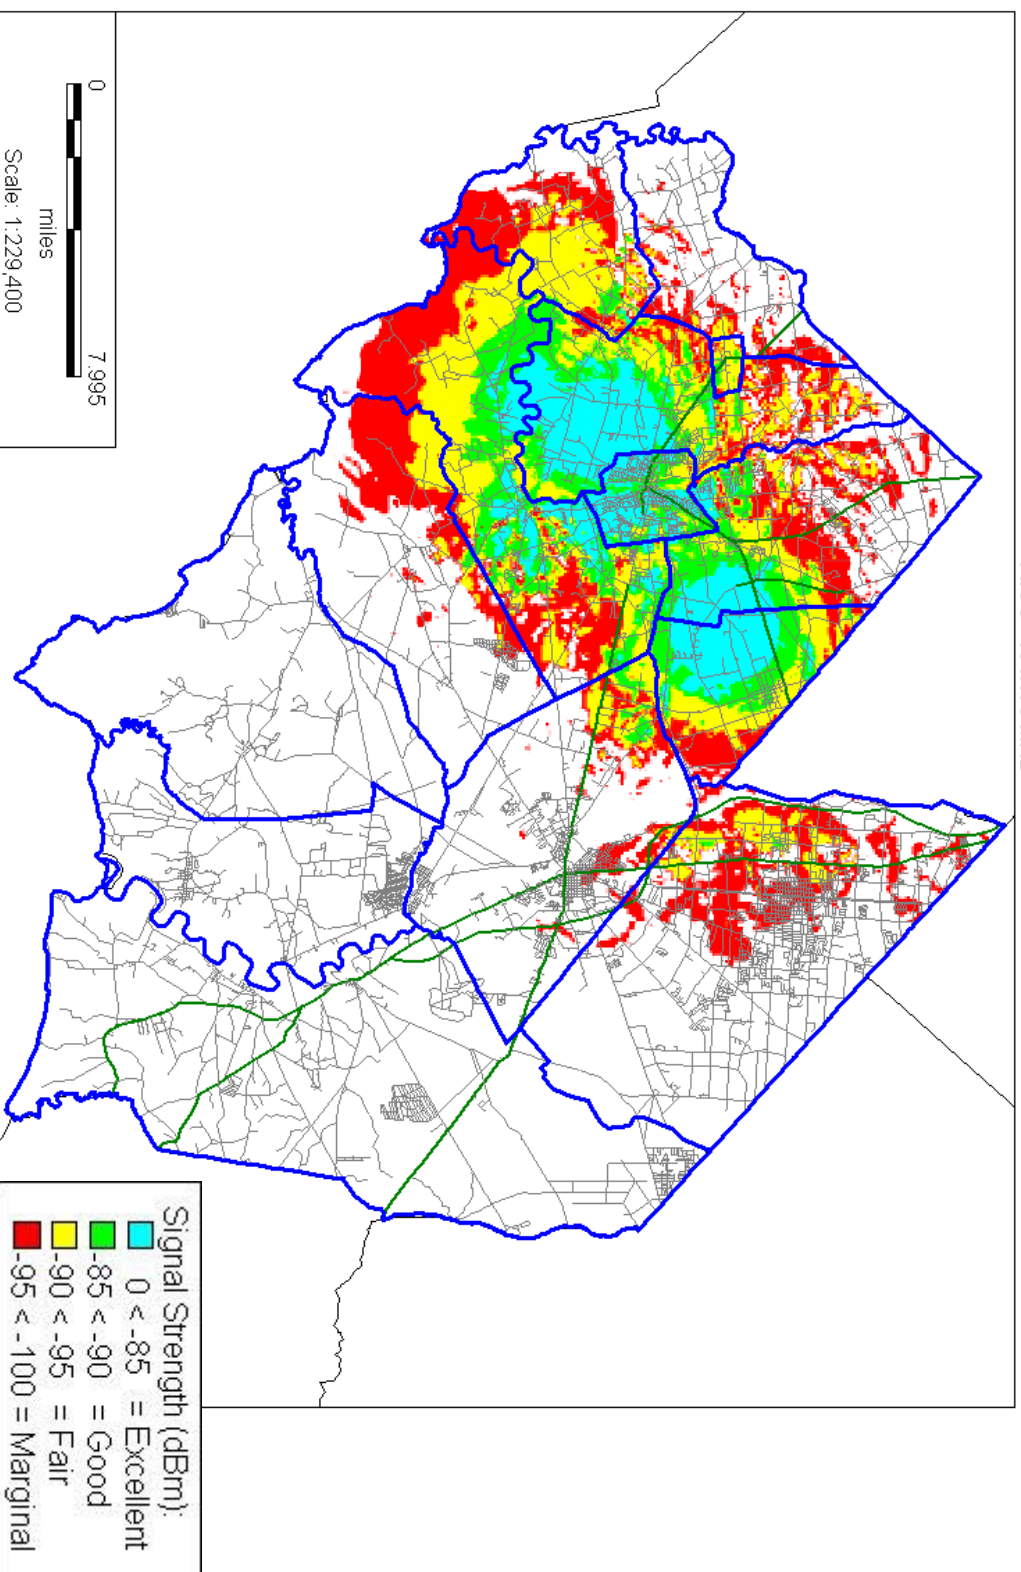 Signal Strength (dBm):
0 < -85 = Excellent
-85 < -90 = Good
-90 < -95 = Fair
-95 < -100 = Marginal
0 7.995
miles
Scale: 1:229,400